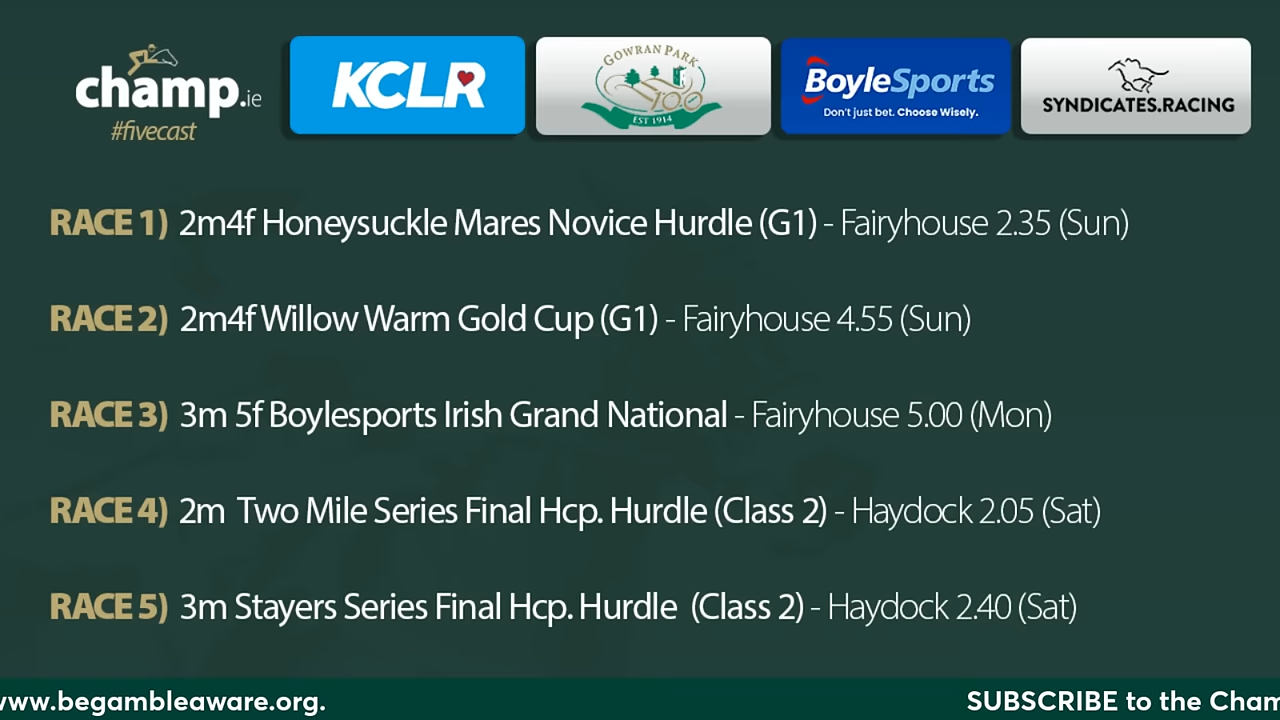 champ.ie
#fivecast
KCLR
GOWRAN PARK
100
EST 1914
BoyleSports
Don't just bet. Choose Wisely.
SYNDICATES.RACING
RACE 1) 2m4f Honeysuckle Mares Novice Hurdle (G1) - Fairyhouse 2.35 (Sun)
RACE 2) 2m4f Willow Warm Gold Cup (G1) - Fairyhouse 4.55 (Sun)
RACE 3) 3m 5f Boylesports Irish Grand National - Fairyhouse 5.00 (Mon)
RACE 4) 2m Two Mile Series Final Hcp. Hurdle (Class 2) - Haydock 2.05 (Sat)
RACE 5) 3m Stayers Series Final Hcp. Hurdle (Class 2) - Haydock 2.40 (Sat)
www.begambleaware.org. SUBSCRIBE to the Cham